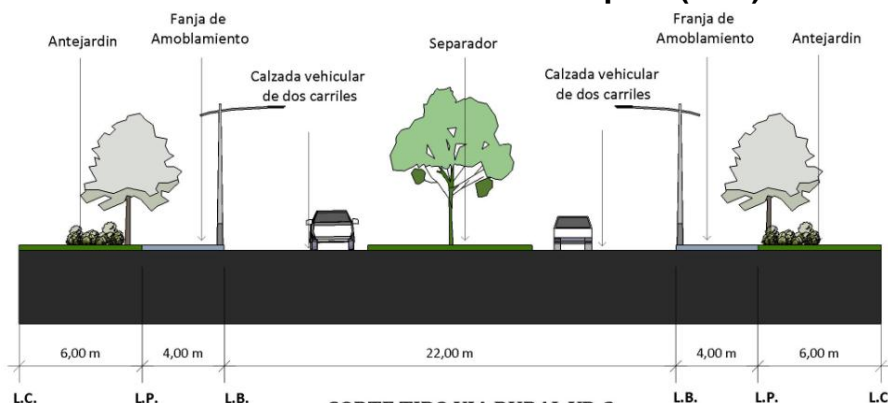 Fanja de
Amoblamiento
Antejardin
Separador
Calzada vehicular
de dos carriles
Calzada vehicular
de dos carriles
Franja de
Amoblamiento
Antejardin
6,00 m
4,00 m
22,00 m
4,00 m
6,00 m
L.C.
L.P.
L.B.
L.B.
L.P.
L.C